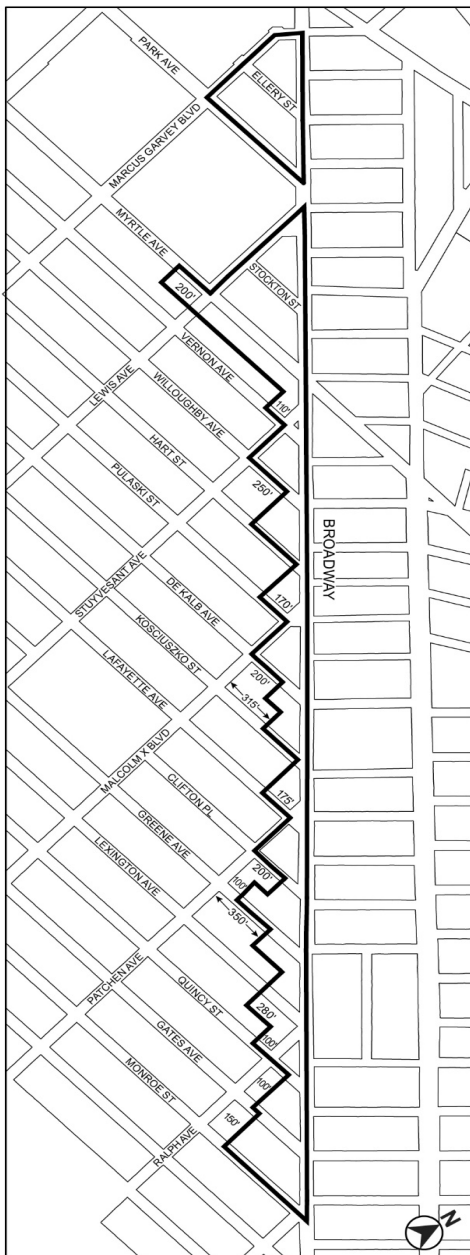 PARK AVE
ELLERY ST
MARCUS GARVEY BLVD
MYRTLE AVE
STOCKTON ST
200'
VERNON AVE
LEWIS AVE
WILLOUGHBY AVE
110'
HART ST
PULASKI ST
250'
BROADWAY
STUYVESANT AVE
DE KALB AVE
170'
KOSCIUSZKO ST
LAFAYETTE AVE
200'
315'
MALCOLM X BLVD
175'
CLIFTON PL
GREENE AVE
LEXINGTON AVE
200'
100'
350'
PATCHEN AVE
QUINCY ST
280'
GATES AVE
100'
MONROE ST
100'
150'
RALPH AVE
N